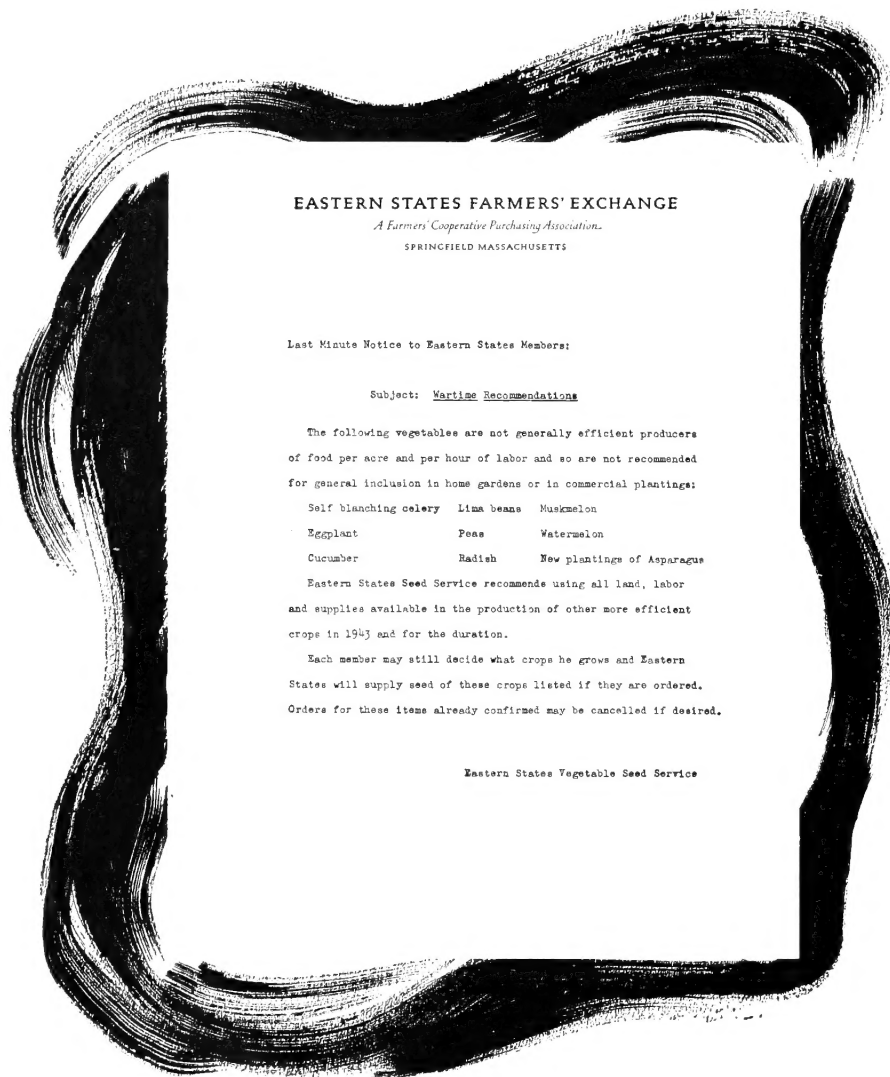 EASTERN STATES FARMERS' EXCHANGE
A Farmers' Cooperative Purchasing Association
SPRINGFIELD MASSACHUSETTS
Last Minute Notice to Eastern States Members:
Subject: Wartime Recommendations
The following vegetables are not generally efficient producers
of food per acre and per hour of labor and so are not recommended
for general inclusion in home gardens or in commercial plantings:
Self blanching celery Lima beans Muskmelon
Eggplant Peas Watermelon
Cucumber Radish New plantings of Asparagus
Eastern States Seed Service recommends using all land, labor
and supplies available in the production of other more efficient
crops in 1943 and for the duration.
Each member may still decide what crops he grows and Eastern
States will supply seed of these crops listed if they are ordered.
Orders for these items already confirmed may be cancelled if desired.
Eastern States Vegetable Seed Service